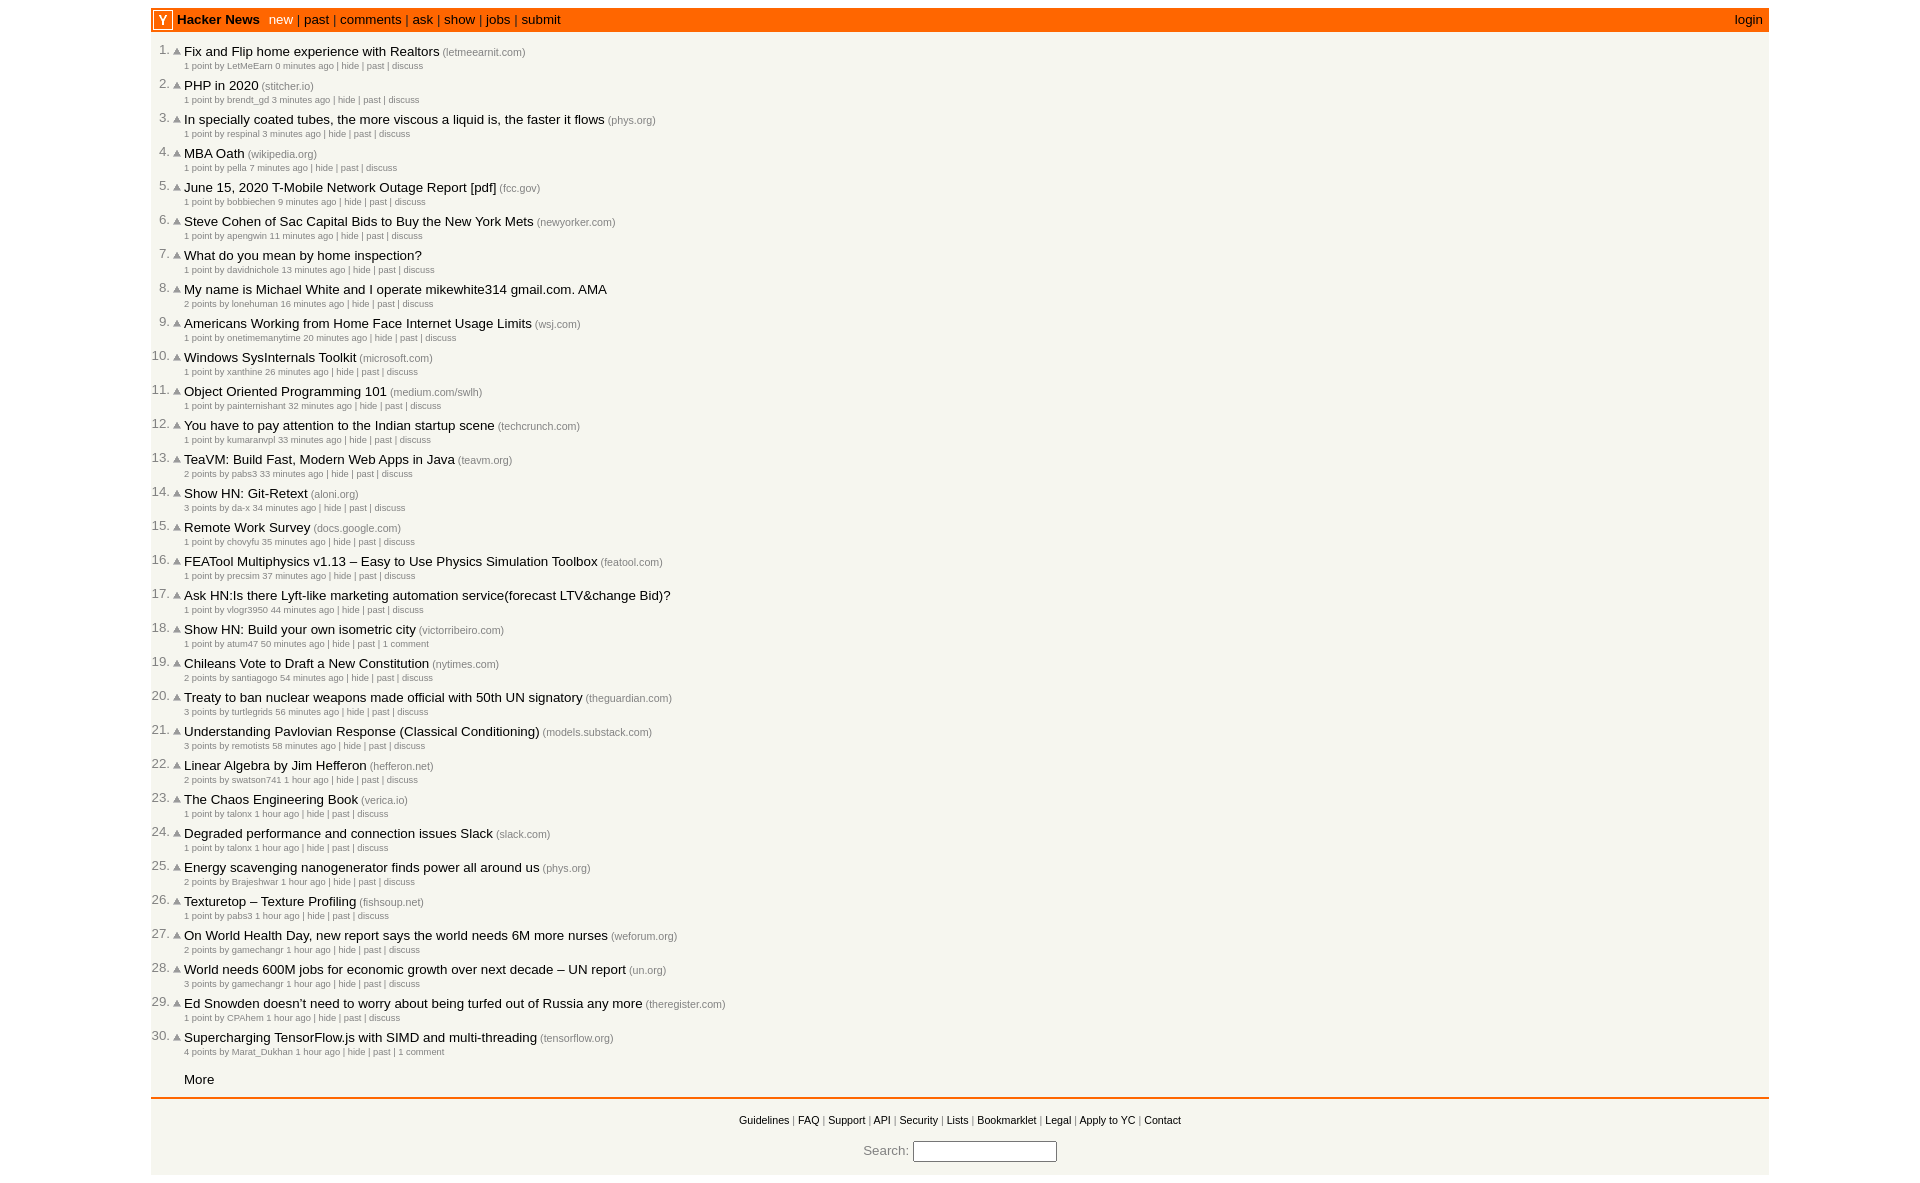 Y Hacker News new | past | comments | ask | show | jobs | submit login
1. Fix and Flip home experience with Realtors (letmeearnit.com)
1 point by LetMeEarn 0 minutes ago | hide | past | discuss
2. PHP in 2020 (stitcher.io)
1 point by brendt_gd 3 minutes ago | hide | past | discuss
3. In specially coated tubes, the more viscous a liquid is, the faster it flows (phys.org)
1 point by respinal 3 minutes ago | hide | past | discuss
4. MBA Oath (wikipedia.org)
1 point by pella 7 minutes ago | hide | past | discuss
5. June 15, 2020 T-Mobile Network Outage Report [pdf] (fcc.gov)
1 point by bobbiechen 9 minutes ago | hide | past | discuss
6. Steve Cohen of Sac Capital Bids to Buy the New York Mets (newyorker.com)
1 point by apengwin 11 minutes ago | hide | past | discuss
7. What do you mean by home inspection?
1 point by davidnichole 13 minutes ago | hide | past | discuss
8. My name is Michael White and I operate mikewhite314 gmail.com. AMA
2 points by lonehuman 16 minutes ago | hide | past | discuss
9. Americans Working from Home Face Internet Usage Limits (wsj.com)
1 point by onetimemanytime 20 minutes ago | hide | past | discuss
10. Windows SysInternals Toolkit (microsoft.com)
1 point by xanthine 26 minutes ago | hide | past | discuss
11. Object Oriented Programming 101 (medium.com/swlh)
1 point by painternishant 32 minutes ago | hide | past | discuss
12. You have to pay attention to the Indian startup scene (techcrunch.com)
1 point by kumaranvpl 33 minutes ago | hide | past | discuss
13. TeaVM: Build Fast, Modern Web Apps in Java (teavm.org)
2 points by pabs3 33 minutes ago | hide | past | discuss
14. Show HN: Git-Retext (aloni.org)
3 points by da-x 34 minutes ago | hide | past | discuss
15. Remote Work Survey (docs.google.com)
1 point by chovyfu 35 minutes ago | hide | past | discuss
16. FEATool Multiphysics v1.13 – Easy to Use Physics Simulation Toolbox (featool.com)
1 point by precsim 37 minutes ago | hide | past | discuss
17. Ask HN:Is there Lyft-like marketing automation service(forecast LTV&change Bid)?
1 point by vlogr3950 44 minutes ago | hide | past | discuss
18. Show HN: Build your own isometric city (victorribeiro.com)
1 point by atum47 50 minutes ago | hide | past | 1 comment
19. Chileans Vote to Draft a New Constitution (nytimes.com)
2 points by santiagogo 54 minutes ago | hide | past | discuss
20. Treaty to ban nuclear weapons made official with 50th UN signatory (theguardian.com)
3 points by turtlegrids 56 minutes ago | hide | past | discuss
21. Understanding Pavlovian Response (Classical Conditioning) (models.substack.com)
3 points by remotists 58 minutes ago | hide | past | discuss
22. Linear Algebra by Jim Hefferon (hefferon.net)
2 points by swatson741 1 hour ago | hide | past | discuss
23. The Chaos Engineering Book (verica.io)
1 point by talonx 1 hour ago | hide | past | discuss
24. Degraded performance and connection issues Slack (slack.com)
1 point by talonx 1 hour ago | hide | past | discuss
25. Energy scavenging nanogenerator finds power all around us (phys.org)
2 points by Brajeshwar 1 hour ago | hide | past | discuss
26. Texturetop – Texture Profiling (fishsoup.net)
1 point by pabs3 1 hour ago | hide | past | discuss
27. On World Health Day, new report says the world needs 6M more nurses (weforum.org)
2 points by gamechangr 1 hour ago | hide | past | discuss
28. World needs 600M jobs for economic growth over next decade – UN report (un.org)
3 points by gamechangr 1 hour ago | hide | past | discuss
29. Ed Snowden doesn't need to worry about being turfed out of Russia any more (theregister.com)
1 point by CPAhem 1 hour ago | hide | past | discuss
30. Supercharging TensorFlow.js with SIMD and multi-threading (tensorflow.org)
4 points by Marat_Dukhan 1 hour ago | hide | past | 1 comment
More
Guidelines | FAQ | Support | API | Security | Lists | Bookmarklet | Legal | Apply to YC | Contact
Search: